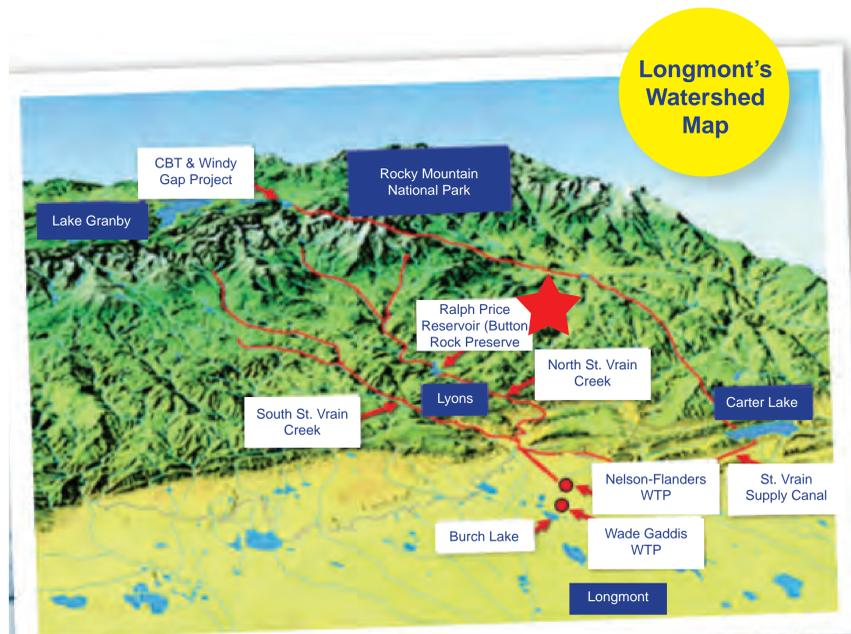 Longmont's
Watershed
Map
CBT & Windy
Gap Project
Rocky Mountain
National Park
Lake Granby
Ralph Price
Reservoir (Button
Rock Preserve
North St. Vrain
Creek
Lyons
Carter Lake
South St. Vrain
Creek
Nelson-Flanders
WTP
St. Vrain
Supply Canal
Burch Lake
Wade Gaddis
WTP
Longmont